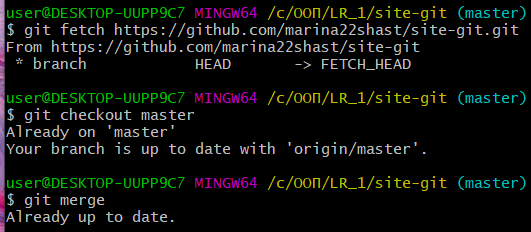 user@DESKTOP-UUPP9C7 MINGW64 /c/ООП/LR_1/site-git (master)
$ git fetch https://github.com/marina22shast/site-git.git
From https://github.com/marina22shast/site-git
 * branch            HEAD       -> FETCH_HEAD

user@DESKTOP-UUPP9C7 MINGW64 /c/ООП/LR_1/site-git (master)
$ git checkout master
Already on 'master'
Your branch is up to date with 'origin/master'.

user@DESKTOP-UUPP9C7 MINGW64 /c/ООП/LR_1/site-git (master)
$ git merge
Already up to date.